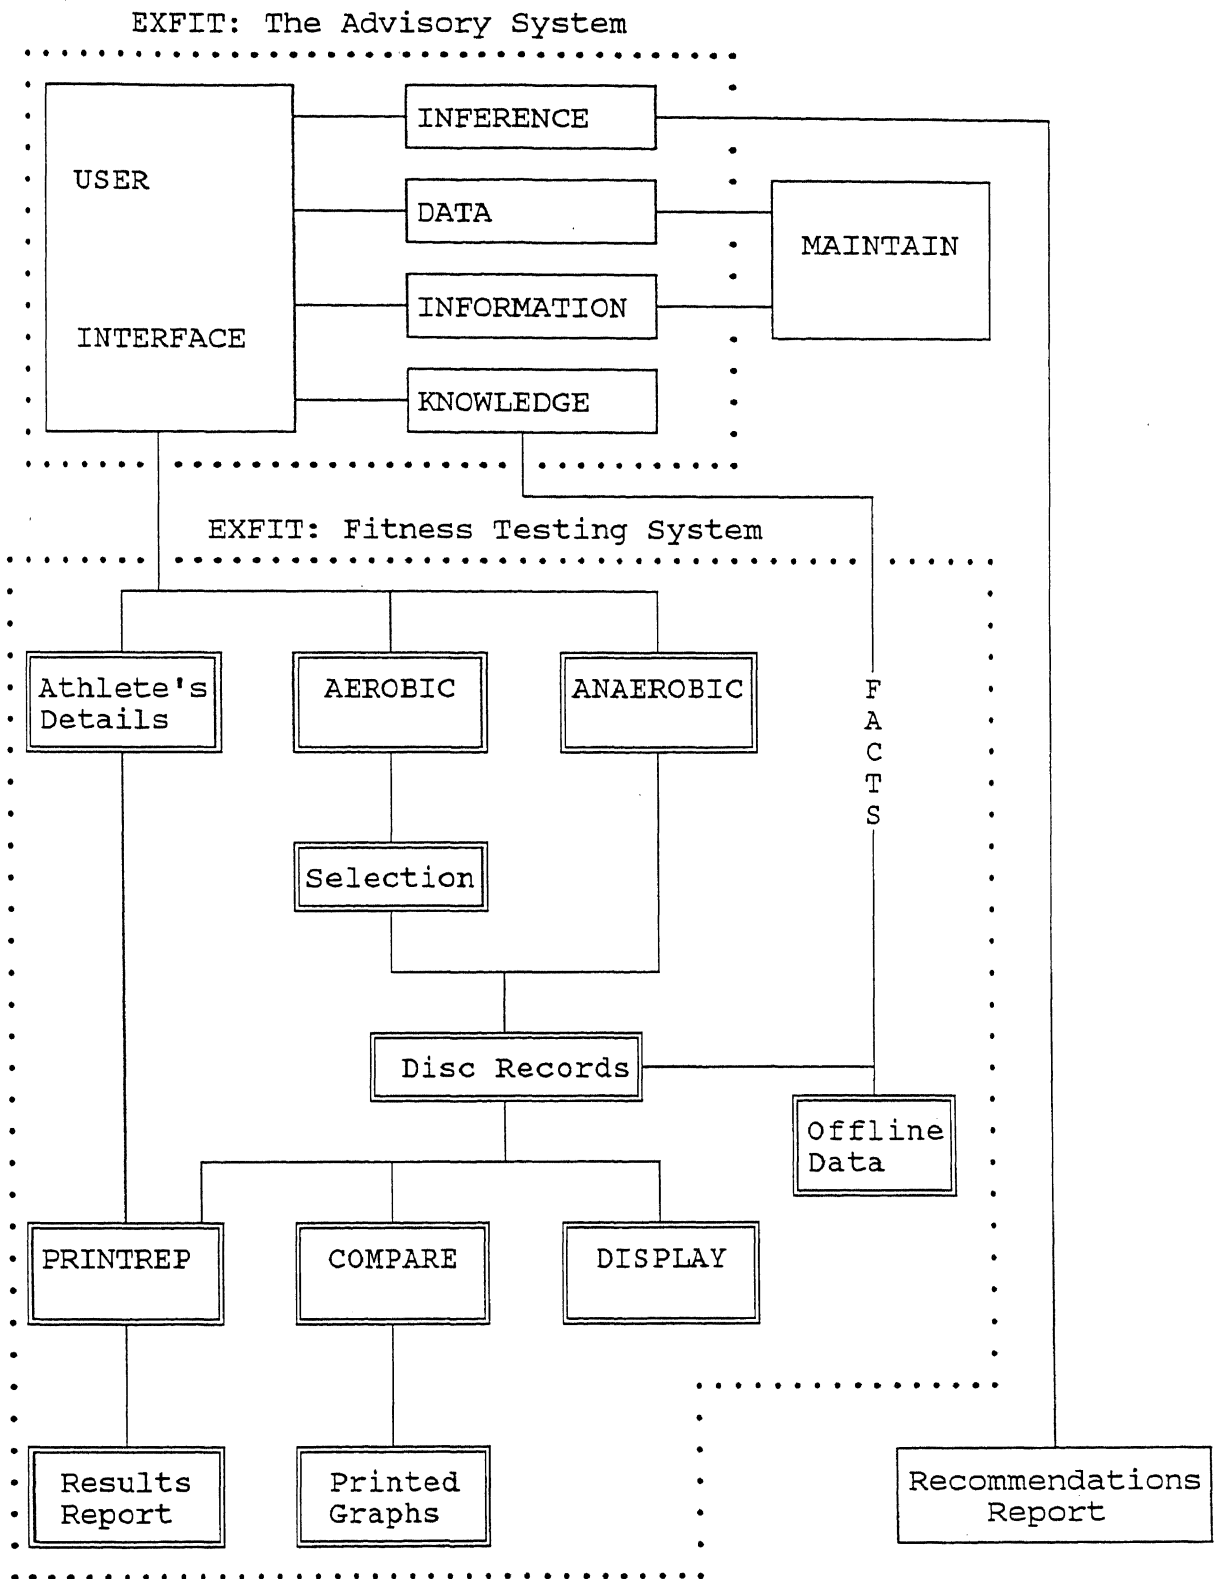 EXFIT: The Advisory System
USER
INTERFACE
INFERENCE
DATA
INFORMATION
KNOWLEDGE
MAINTAIN
EXFIT: Fitness Testing System
Athlete's
Details
AEROBIC
ANAEROBIC
FACTS
Selection
Disc Records
Offline
Data
PRINTREP
COMPARE
DISPLAY
Results
Report
Printed
Graphs
Recommendations
Report